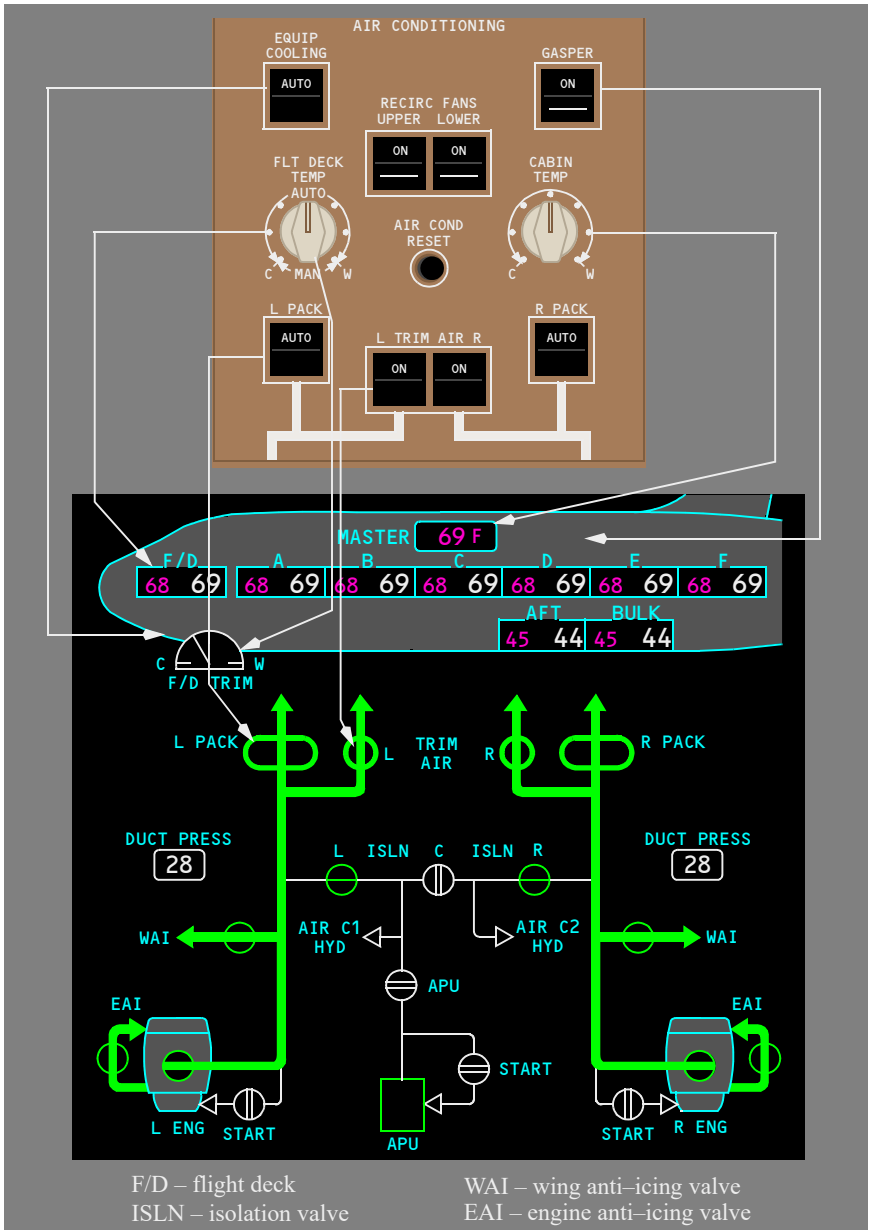 AIR CONDITIONING
EQUIP
COOLING
GASPER
AUTO
ON
RECIRC FANS
UPPER LOWER
ON ON
FLT DECK
TEMP
AUTO
CABIN
TEMP
AIR COND
RESET
C MAN W
C W
L PACK
R PACK
AUTO
L TRIM AIR R
AUTO
ON ON
MASTER 69 F
F/D A B C D E F
68 69 68 69 68 69 68 69 68 69 68 69 68 69
AFT BULK
45 44 45 44
C W
F/D TRIM
L PACK
L
TRIM
AIR
R
R PACK
DUCT PRESS
28
DUCT PRESS
28
L ISLN C ISLN R
WAI
AIR C1
HYD
AIR C2
HYD
WAI
APU
EAI
EAI
START
L ENG
START
APU
START
R ENG
F/D – flight deck
ISLN – isolation valve
WAI – wing anti–icing valve
EAI – engine anti–icing valve